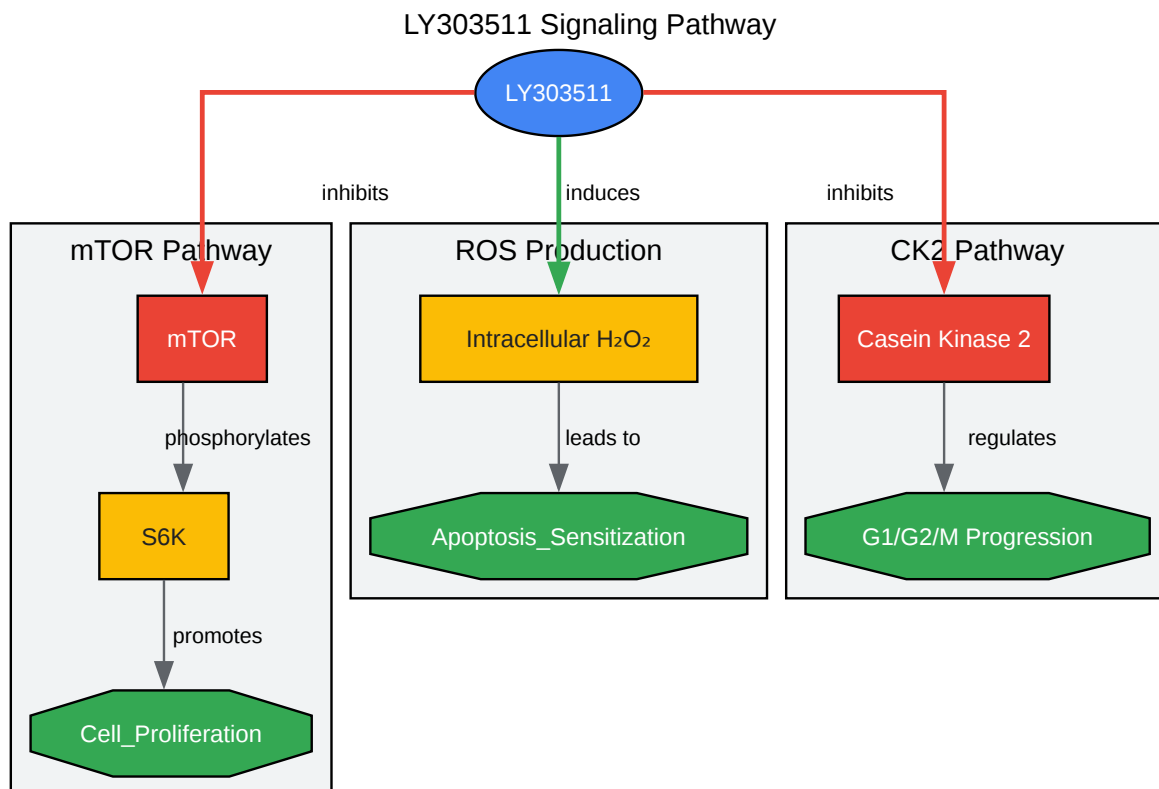 LY303511 Signaling Pathway
LY303511
inhibits
induces
inhibits
mTOR Pathway
ROS Production
CK2 Pathway
mTOR
Intracellular H₂O₂
Casein Kinase 2
phosphorylates
leads to
regulates
S6K
Apoptosis_Sensitization
G1/G2/M Progression
promotes
Cell_Proliferation